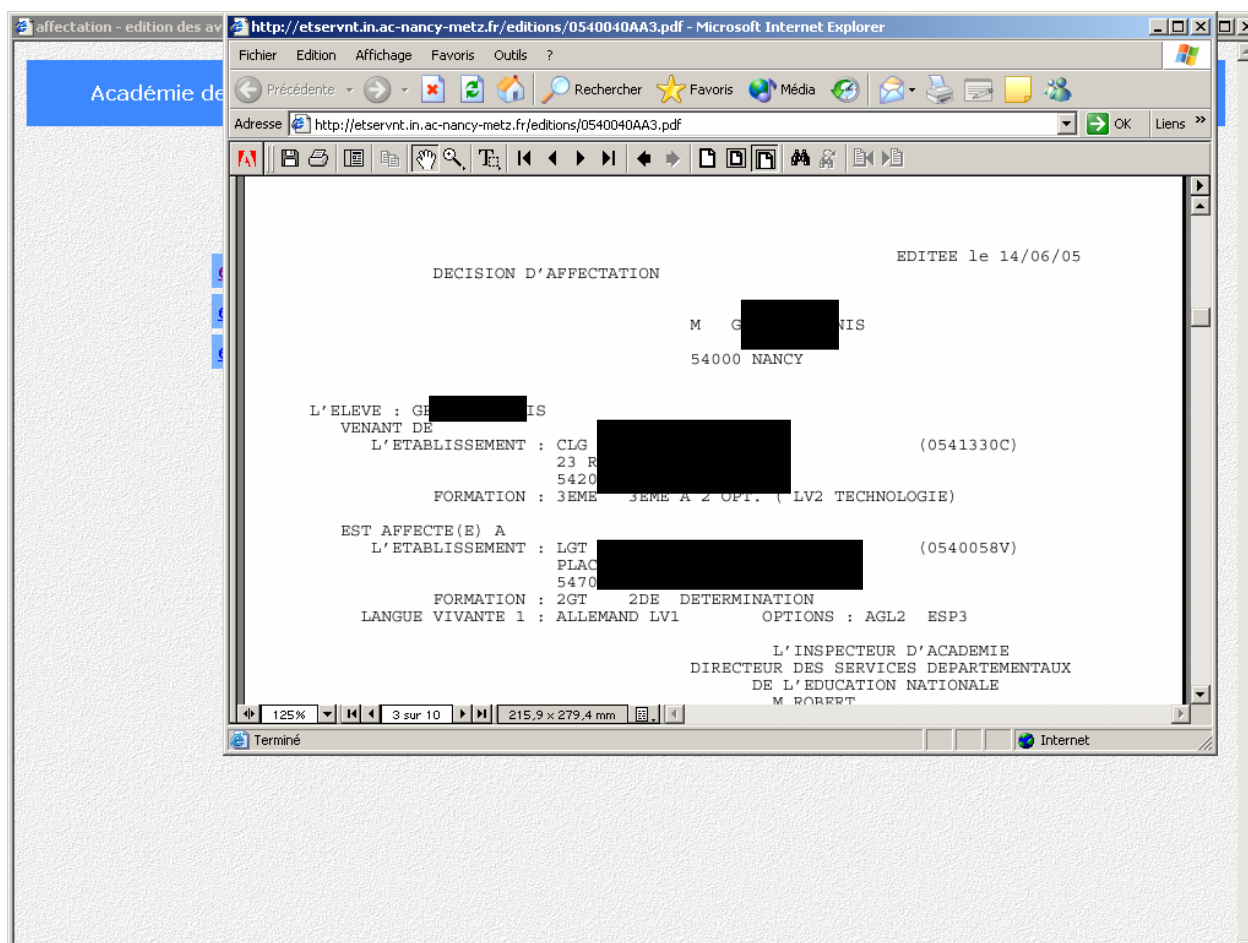 affectation - edition des av
http://etservnt.in.ac-nancy-metz.fr/editions/0540040AA3.pdf - Microsoft Internet Explorer
Fichier Edition Affichage Favoris Outils ?
Académie de
Précédente Rechercher Favoris Média
Adresse http://etservnt.in.ac-nancy-metz.fr/editions/0540040AA3.pdf OK Liens »
EDITEE le 14/06/05
DECISION D'AFFECTATION
M G NIS
54000 NANCY
L'ELEVE : GE IS
VENANT DE
L'ETABLISSEMENT : CLG (0541330C)
23 R
5420
FORMATION : 3EME 3EME A 2 OPT. ( LV2 TECHNOLOGIE)
EST AFFECTE(E) A
L'ETABLISSEMENT : LGT (0540058V)
PLAC
5470
FORMATION : 2GT 2DE DETERMINATION
LANGUE VIVANTE 1 : ALLEMAND LV1 OPTIONS : AGL2 ESP3
L'INSPECTEUR D'ACADEMIE
DIRECTEUR DES SERVICES DEPARTEMENTAUX
DE L'EDUCATION NATIONALE
M ROBERT
125% 3 sur 10 215,9 x 279,4 mm
Terminé Internet